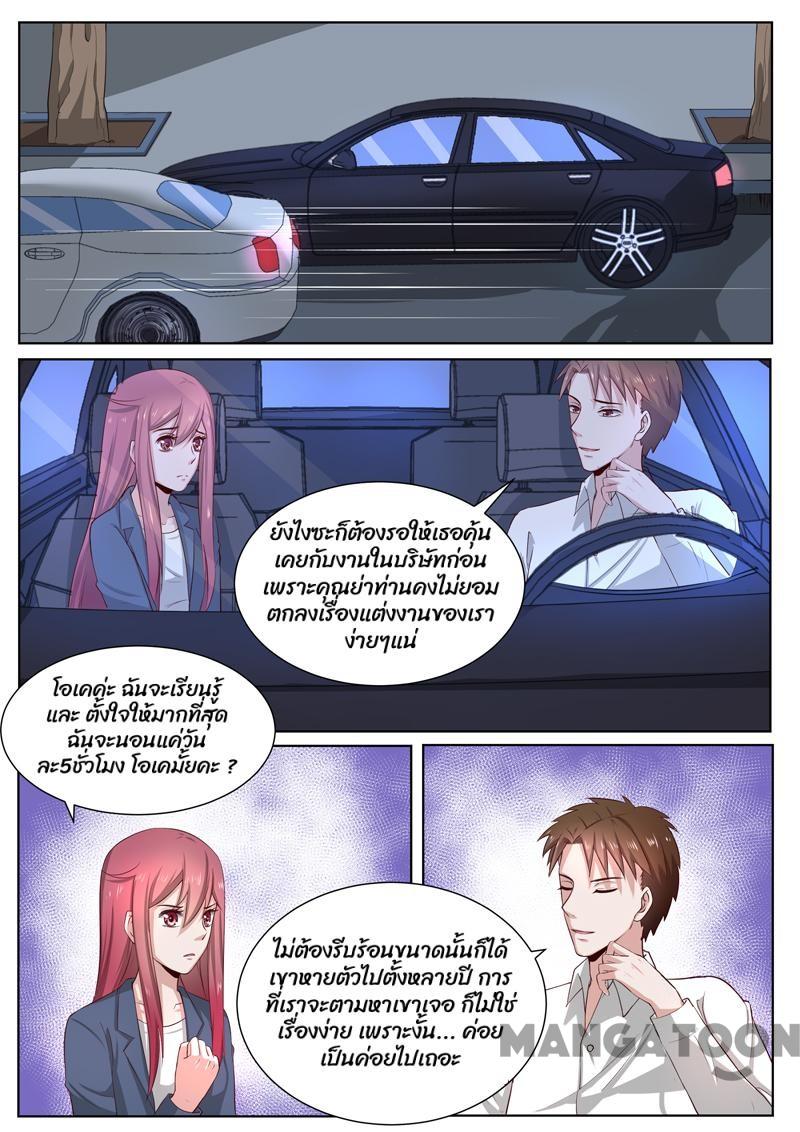 ยังไงซะก็ต้องรอให้เธอคุ้น
เคยกับงานในบริษัทก่อน
เพราะคุณย่าท่านคงไม่ยอม
ตกลงเรื่องแต่งงานของเรา
ง่ายๆแน่
โอเคค่ะ ฉันจะเรียนรู้
และ ตั้งใจให้มากที่สุด
ฉันจะนอนแค่วัน
ละ5ชั่วโมง โอเคมั้ยคะ ?
ไม่ต้องรีบร้อนขนาดนั้นก็ได้
เขาหายตัวไปตั้งหลายปี การ
ที่เราจะตามหาเขาเจอ ก็ไม่ใช่
เรื่องง่าย เพราะงั้น... ค่อย
เป็นค่อยไปเถอะ
MANGATOON